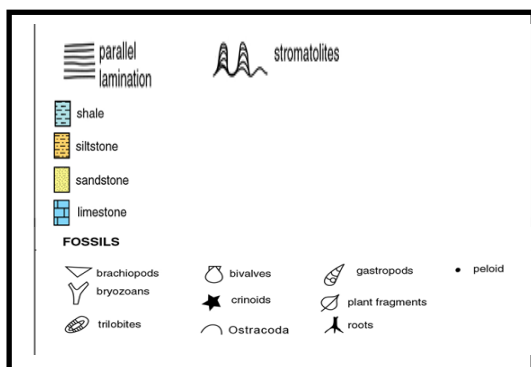 parallel
lamination
stromatolites
shale
siltstone
sandstone
limestone
FOSSILS
brachiopods
bivalves
gastropods
peloid
bryozoans
crinoids
plant fragments
trilobites
Ostracoda
roots